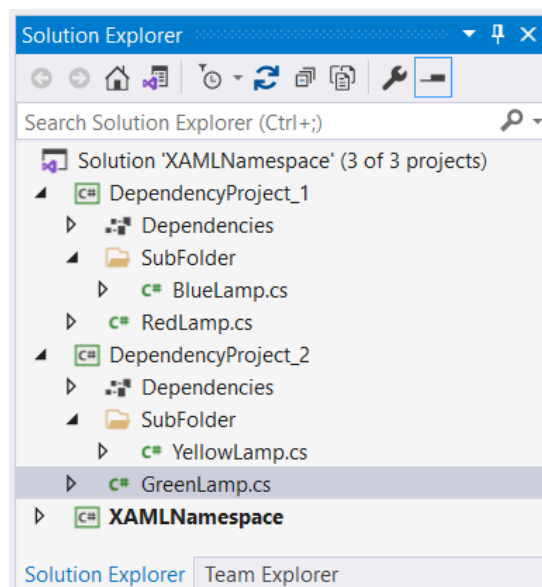 Solution Explorer
Search Solution Explorer (Ctrl+;)
Solution 'XAMLNamespace' (3 of 3 projects)
C# DependencyProject_1
Dependencies
SubFolder
C# BlueLamp.cs
C# RedLamp.cs
C# DependencyProject_2
Dependencies
SubFolder
C# YellowLamp.cs
C# GreenLamp.cs
C# XAMLNamespace
Solution Explorer Team Explorer